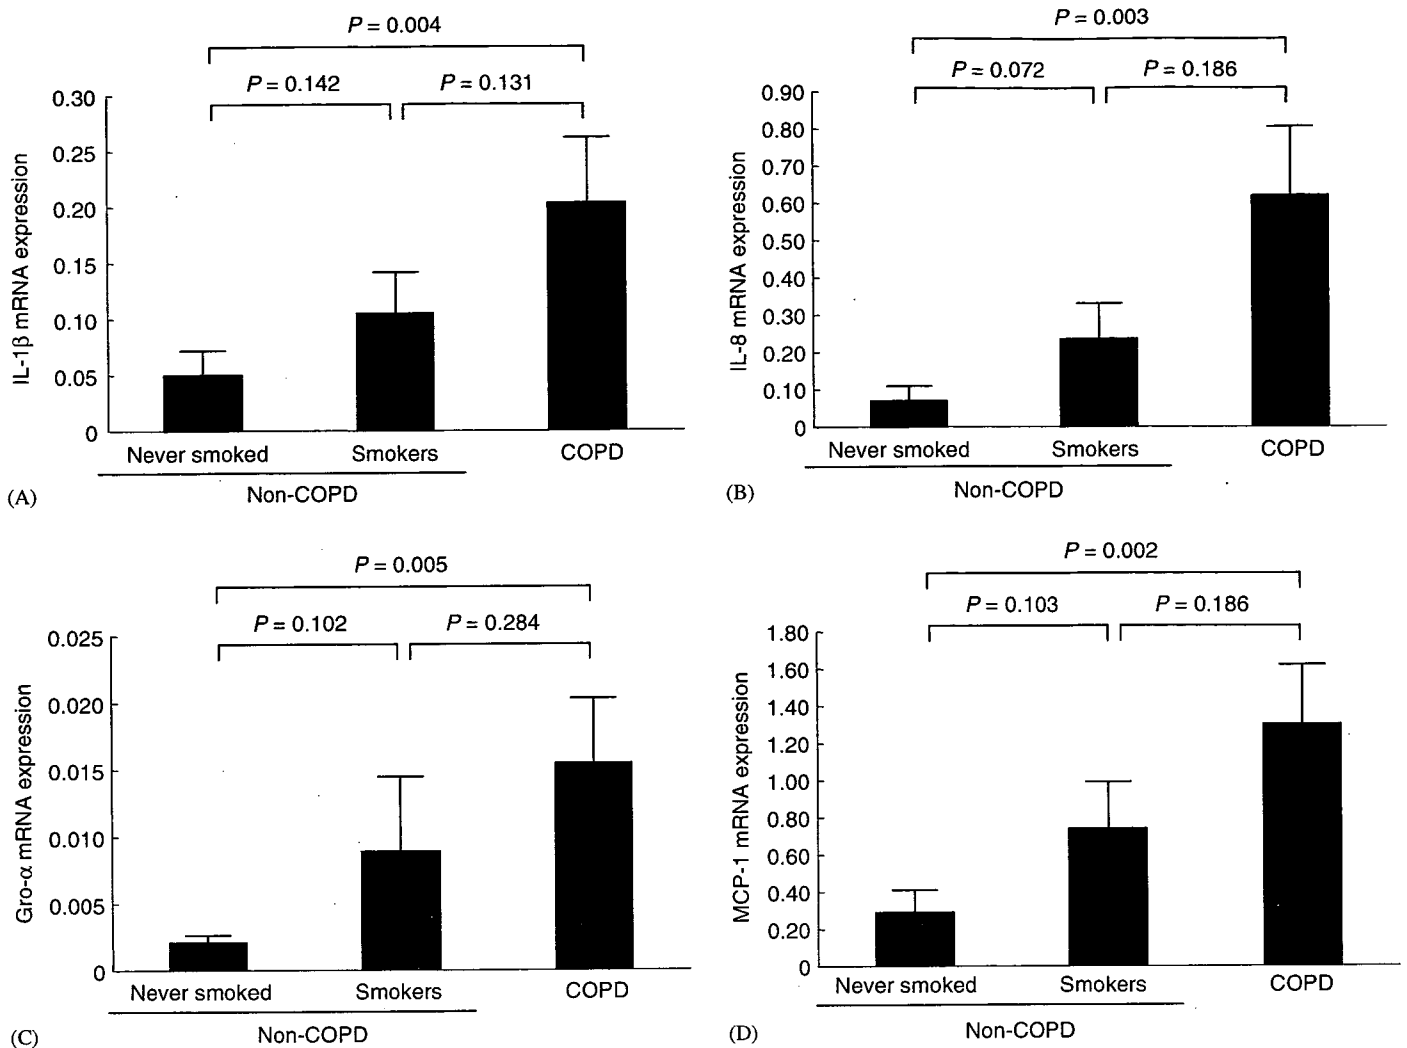 P = 0.004
P = 0.142
P = 0.131
0.30
0.25
0.20
0.15
0.10
0.05
0
IL-1β mRNA expression
Never smoked
Smokers
COPD
Non-COPD
(A)
P = 0.003
P = 0.072
P = 0.186
0.90
0.80
0.70
0.60
0.50
0.40
0.30
0.20
0.10
0
IL-8 mRNA expression
Never smoked
Smokers
COPD
Non-COPD
(B)
P = 0.005
P = 0.102
P = 0.284
0.025
0.020
0.015
0.010
0.005
0
Gro-α mRNA expression
Never smoked
Smokers
COPD
Non-COPD
(C)
P = 0.002
P = 0.103
P = 0.186
1.80
1.60
1.40
1.20
1.00
0.80
0.60
0.40
0.20
0
MCP-1 mRNA expression
Never smoked
Smokers
COPD
Non-COPD
(D)